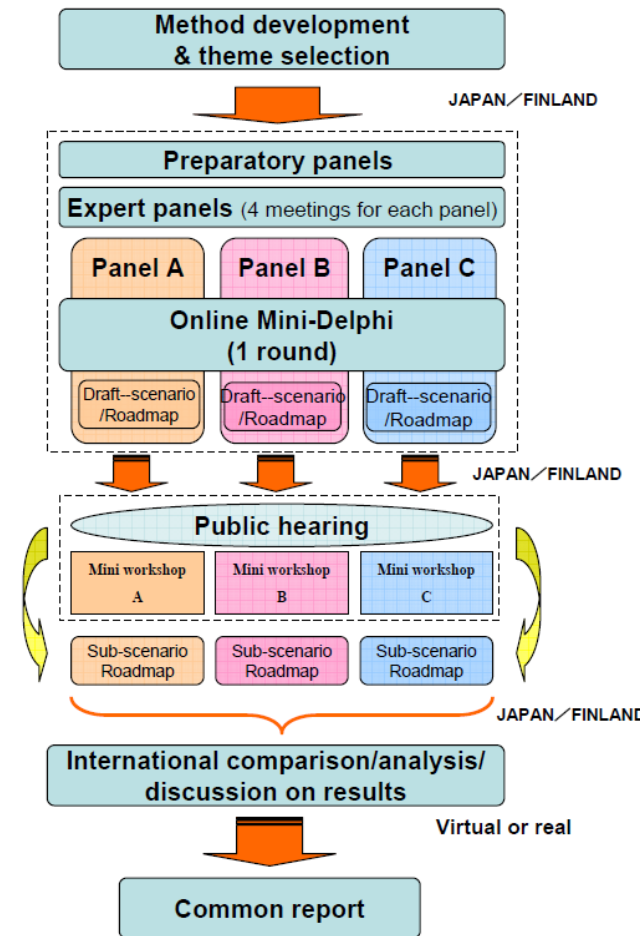 Method development
& theme selection
JAPAN／FINLAND
Preparatory panels
Expert panels (4 meetings for each panel)
Panel A
Panel B
Panel C
Online Mini-Delphi
(1 round)
Draft--scenario
/Roadmap
Draft--scenario
/Roadmap
Draft--scenario
/Roadmap
JAPAN／FINLAND
Public hearing
Mini workshop
A
Mini workshop
B
Mini workshop
C
Sub-scenario
Roadmap
Sub-scenario
Roadmap
Sub-scenario
Roadmap
JAPAN／FINLAND
International comparison/analysis/
discussion on results
Virtual or real
Common report